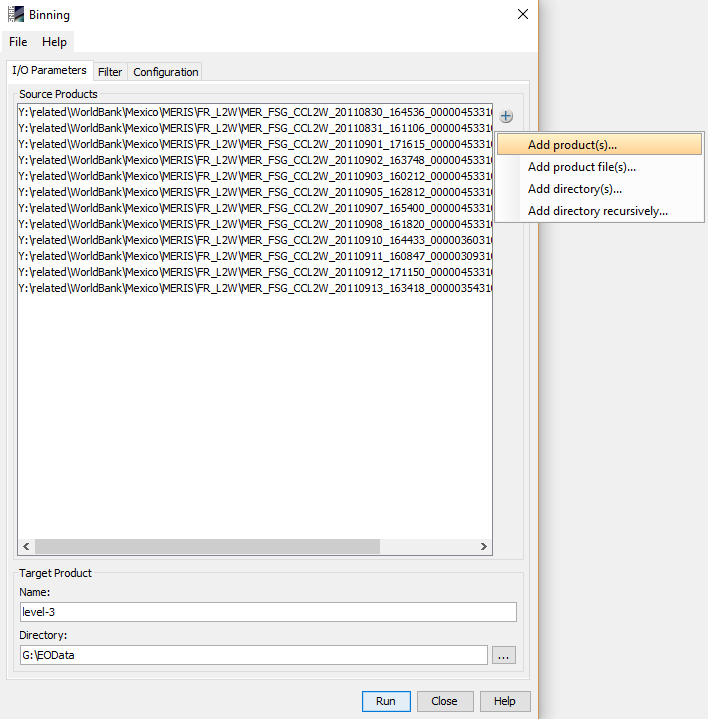 Binning
File Help
I/O Parameters Filter Configuration
Source Products
Y:\related\WorldBank\Mexico\MERIS\FR_L2W\MER_FSG_CCL2W_20110830_164536_00000453310
Y:\related\WorldBank\Mexico\MERIS\FR_L2W\MER_FSG_CCL2W_20110831_161106_00000453310
Y:\related\WorldBank\Mexico\MERIS\FR_L2W\MER_FSG_CCL2W_20110901_171615_00000453310
Y:\related\WorldBank\Mexico\MERIS\FR_L2W\MER_FSG_CCL2W_20110902_163748_00000453310
Y:\related\WorldBank\Mexico\MERIS\FR_L2W\MER_FSG_CCL2W_20110903_160212_00000453310
Y:\related\WorldBank\Mexico\MERIS\FR_L2W\MER_FSG_CCL2W_20110905_162812_00000453310
Y:\related\WorldBank\Mexico\MERIS\FR_L2W\MER_FSG_CCL2W_20110907_165400_00000453310
Y:\related\WorldBank\Mexico\MERIS\FR_L2W\MER_FSG_CCL2W_20110908_161820_00000453310
Y:\related\WorldBank\Mexico\MERIS\FR_L2W\MER_FSG_CCL2W_20110910_164433_00000360310
Y:\related\WorldBank\Mexico\MERIS\FR_L2W\MER_FSG_CCL2W_20110911_160847_00000309310
Y:\related\WorldBank\Mexico\MERIS\FR_L2W\MER_FSG_CCL2W_20110912_171150_00000453310
Y:\related\WorldBank\Mexico\MERIS\FR_L2W\MER_FSG_CCL2W_20110913_163418_00000354310
Add product(s)...
Add product file(s)...
Add directory(s)...
Add directory recursively...
Target Product
Name:
level-3
Directory:
G:\EOData
...
Run Close Help